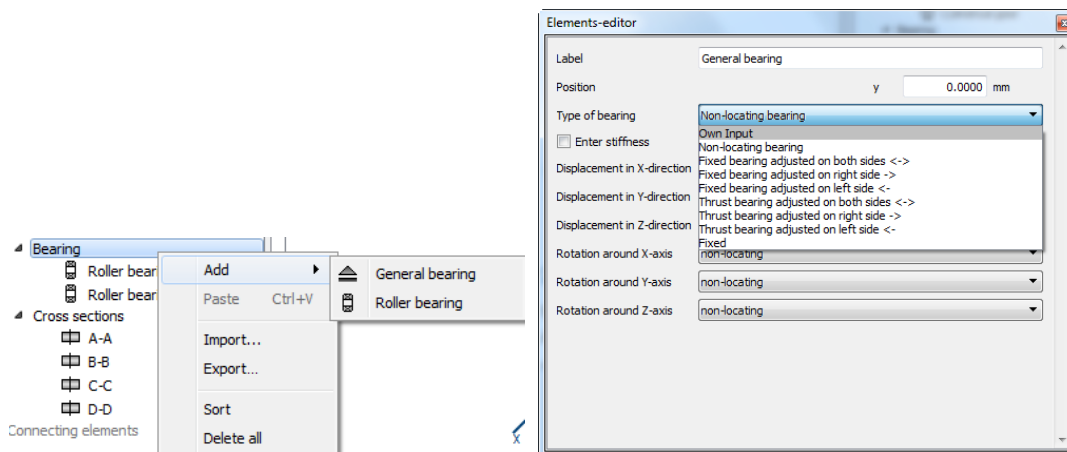 Bearing
Roller bear
Roller bear
Cross sections
A-A
B-B
C-C
D-D
Connecting elements
Add
Paste Ctrl+V
Import...
Export...
Sort
Delete all
General bearing
Roller bearing
X
Elements-editor
Label General bearing
Position y 0.0000 mm
Type of bearing Non-locating bearing
Own Input
Enter stiffness
Non-locating bearing
Fixed bearing adjusted on both sides <->
Displacement in X-direction
Fixed bearing adjusted on right side ->
Fixed bearing adjusted on left side <-
Displacement in Y-direction
Thrust bearing adjusted on both sides <->
Thrust bearing adjusted on right side ->
Displacement in Z-direction
Thrust bearing adjusted on left side <-
Fixed
Rotation around X-axis non-locating
Rotation around Y-axis non-locating
Rotation around Z-axis non-locating